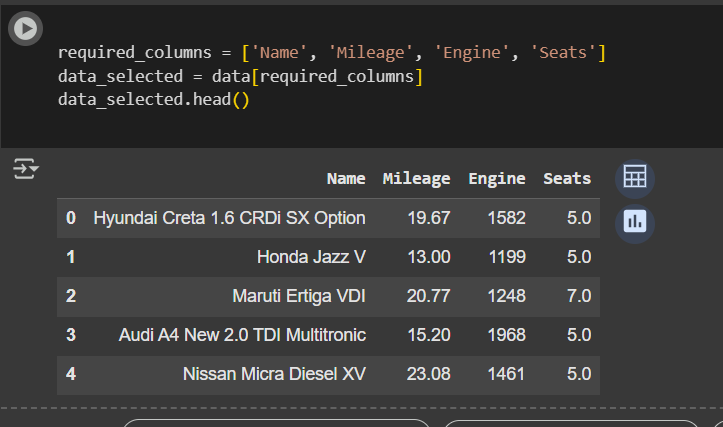 required_columns = ['Name', 'Mileage', 'Engine', 'Seats']
data_selected = data[required_columns]
data_selected.head()
Name Mileage Engine Seats
0 Hyundai Creta 1.6 CRDi SX Option 19.67 1582 5.0
1 Honda Jazz V 13.00 1199 5.0
2 Maruti Ertiga VDI 20.77 1248 7.0
3 Audi A4 New 2.0 TDI Multitronic 15.20 1968 5.0
4 Nissan Micra Diesel XV 23.08 1461 5.0